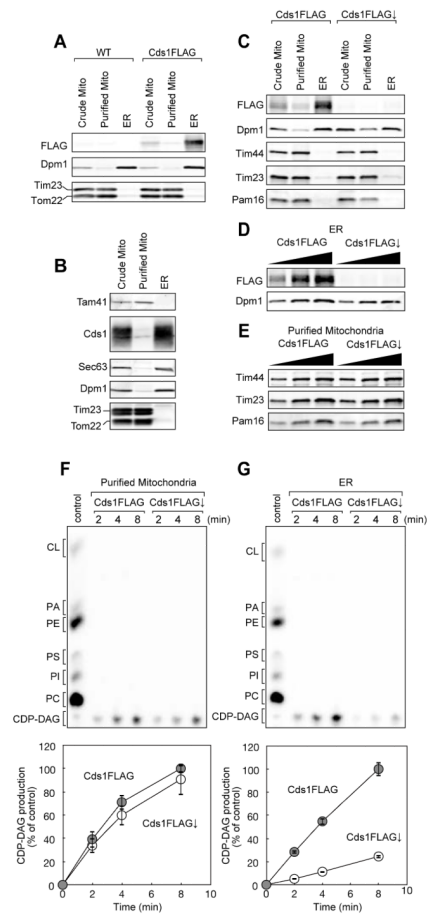 A
WT Cds1FLAG
Crude Mito Purified Mito ER Crude Mito Purified Mito ER
FLAG
Dpm1
Tim23
Tom22
B
Crude Mito Purified Mito ER
Tam41
Cds1
Sec63
Dpm1
Tim23
Tom22
C
Cds1FLAG Cds1FLAG↓
Crude Mito Purified Mito ER Crude Mito Purified Mito ER
FLAG
Dpm1
Tim44
Tim23
Pam16
D
ER
Cds1FLAG Cds1FLAG↓
FLAG
Dpm1
E
Purified Mitochondria
Cds1FLAG Cds1FLAG↓
Tim44
Tim23
Pam16
F
Purified Mitochondria
control Cds1FLAG Cds1FLAG↓
2 4 8 2 4 8 (min)
CL
PA
PE
PS
PI
PC
CDP-DAG
CDP-DAG production
(% of control)
120
100
80
60
40
20
0
Cds1FLAG
Cds1FLAG↓
0 2 4 6 8 10
Time (min)
G
ER
control Cds1FLAG Cds1FLAG↓
2 4 8 2 4 8 (min)
CL
PA
PE
PS
PI
PC
CDP-DAG
CDP-DAG production
(% of control)
120
100
80
60
40
20
0
Cds1FLAG
Cds1FLAG↓
0 2 4 6 8 10
Time (min)